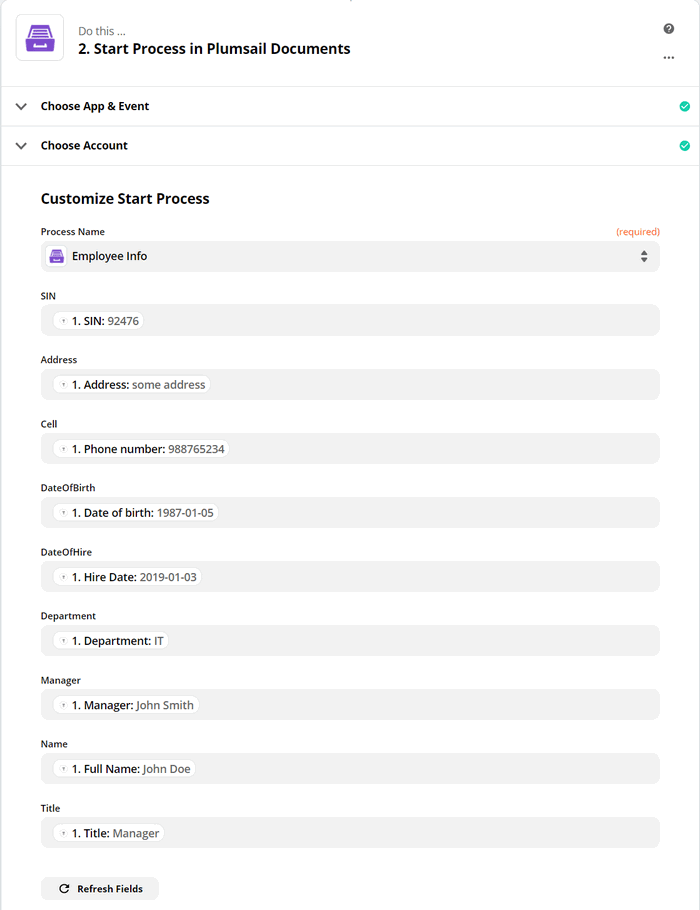 Do this ...
2. Start Process in Plumsail Documents
Choose App & Event
Choose Account
Customize Start Process
Process Name (required)
Employee Info
SIN
1. SIN: 92476
Address
1. Address: some address
Cell
1. Phone number: 988765234
DateOfBirth
1. Date of birth: 1987-01-05
DateOfHire
1. Hire Date: 2019-01-03
Department
1. Department: IT
Manager
1. Manager: John Smith
Name
1. Full Name: John Doe
Title
1. Title: Manager
Refresh Fields